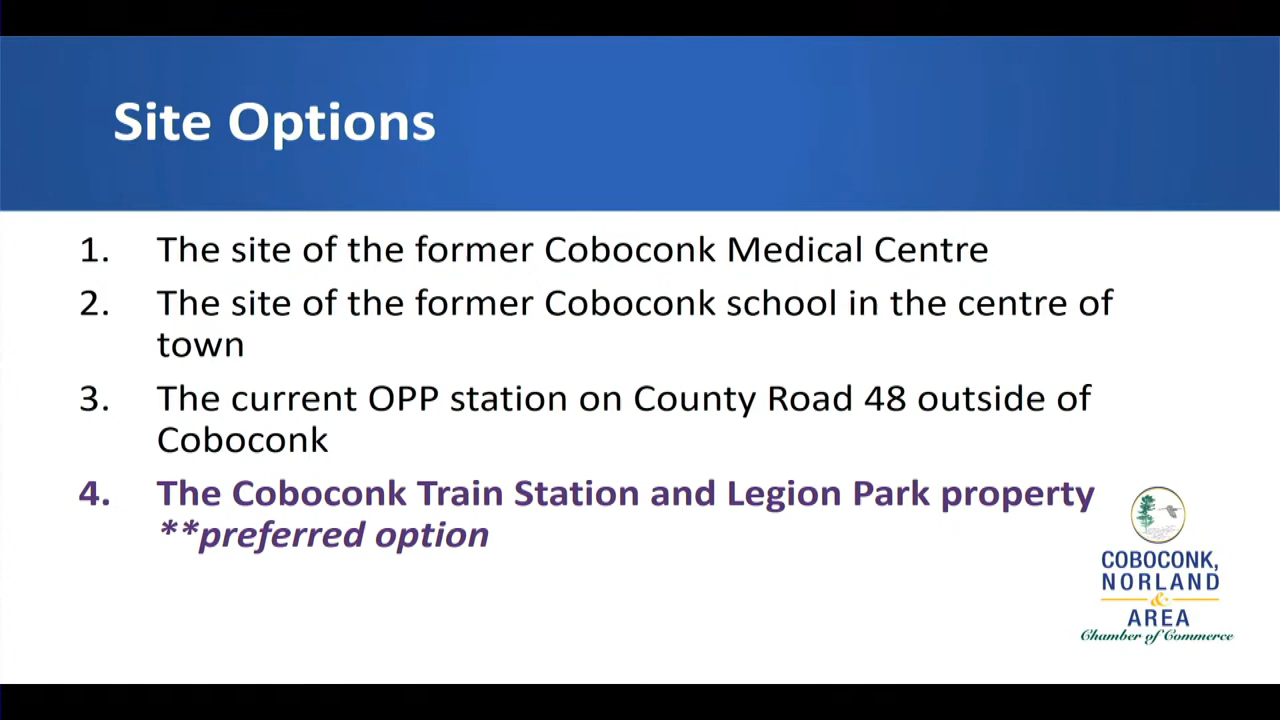 Site Options
1. The site of the former Coboconk Medical Centre
2. The site of the former Coboconk school in the centre of
town
3. The current OPP station on County Road 48 outside of
Coboconk
4. The Coboconk Train Station and Legion Park property
**preferred option
COBOCONK,
NORLAND
&
AREA
Chamber of Commerce